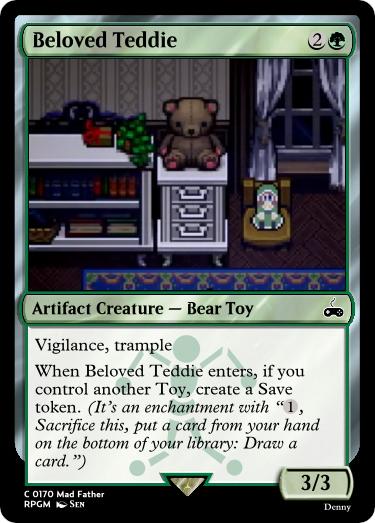 Beloved Teddie 2
Artifact Creature — Bear Toy
Vigilance, trample
When Beloved Teddie enters, if you
control another Toy, create a Save
token. (It's an enchantment with "1,
Sacrifice this, put a card from your hand
on the bottom of your library: Draw a
card.")
3/3
C 0170 Mad Father
RPGM SEN
Denny